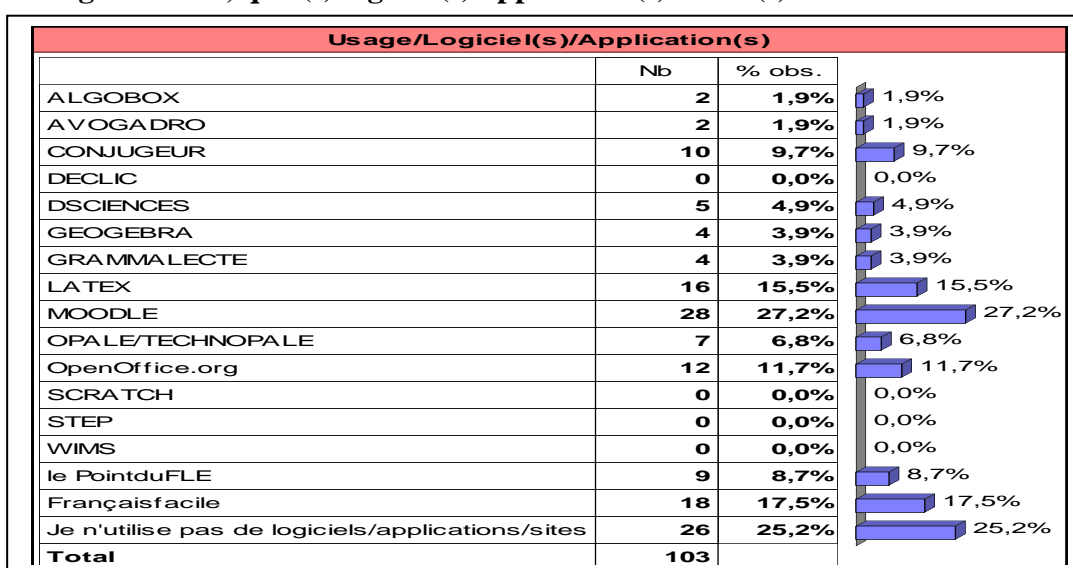 Usage/Logiciel(s)/Application(s)
Nb % obs.
ALGOBOX 2 1,9% 1,9%
AVOGADRO 2 1,9% 1,9%
CONJUGEUR 10 9,7% 9,7%
DECLIC 0 0,0% 0,0%
DSCIENCES 5 4,9% 4,9%
GEOGEBRA 4 3,9% 3,9%
GRAMMALECTE 4 3,9% 3,9%
LATEX 16 15,5% 15,5%
MOODLE 28 27,2% 27,2%
OPALE/TECHNOPALE 7 6,8% 6,8%
OpenOffice.org 12 11,7% 11,7%
SCRATCH 0 0,0% 0,0%
STEP 0 0,0% 0,0%
WIMS 0 0,0% 0,0%
le PointduFLE 9 8,7% 8,7%
Françaisfacile 18 17,5% 17,5%
Je n'utilise pas de logiciels/applications/sites 26 25,2% 25,2%
Total 103